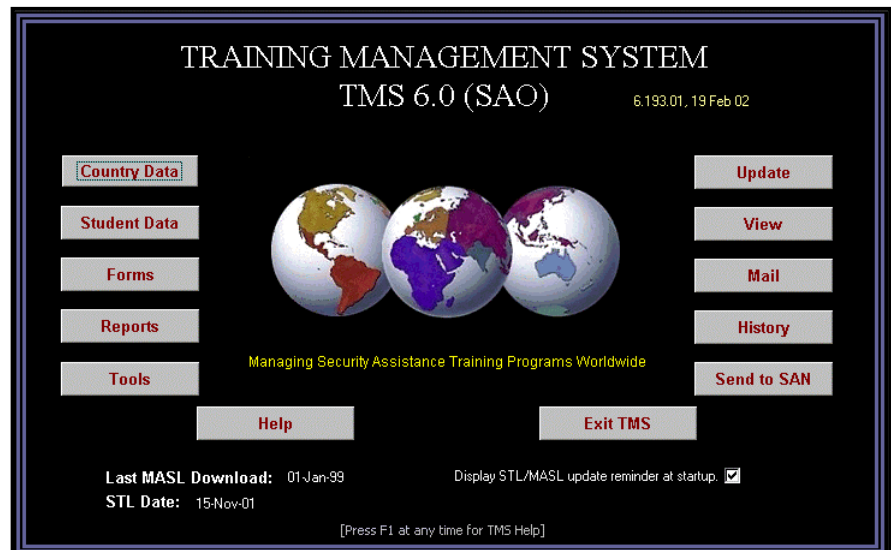 TRAINING MANAGEMENT SYSTEM
TMS 6.0 (SAO)
6.193.01, 19 Feb 02
Country Data
Update
Student Data
View
Forms
Mail
Reports
History
Managing Security Assistance Training Programs Worldwide
Tools
Send to SAN
Help
Exit TMS
Last MASL Download: 01-Jan-99
Display STL/MASL update reminder at startup.
STL Date: 15-Nov-01
[Press F1 at any time for TMS Help]